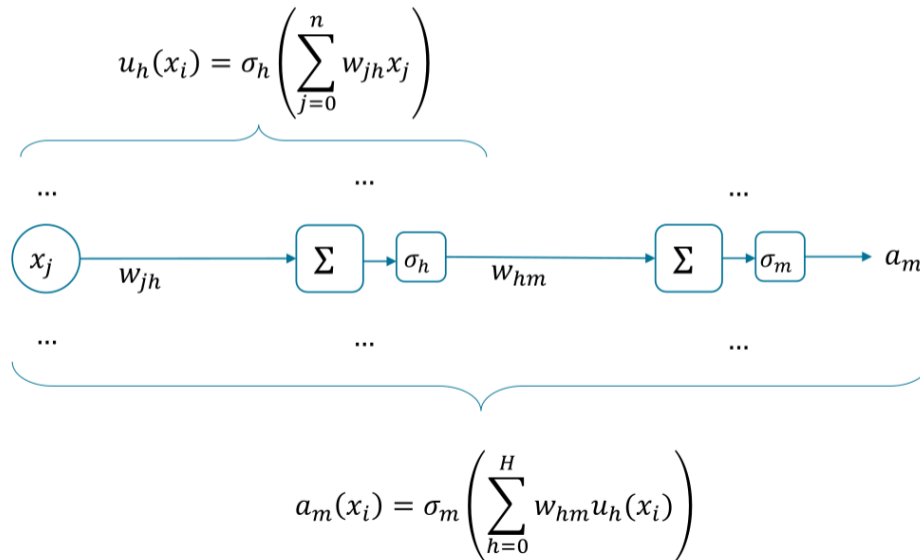 u_h(x_i) = σ_h(∑_{j=0}^{n} w_{jh}x_j)
... ... ...
x_j w_{jh} Σ σ_h w_{hm} Σ σ_m a_m
... ... ...
a_m(x_i) = σ_m(∑_{h=0}^{H} w_{hm}u_h(x_i))